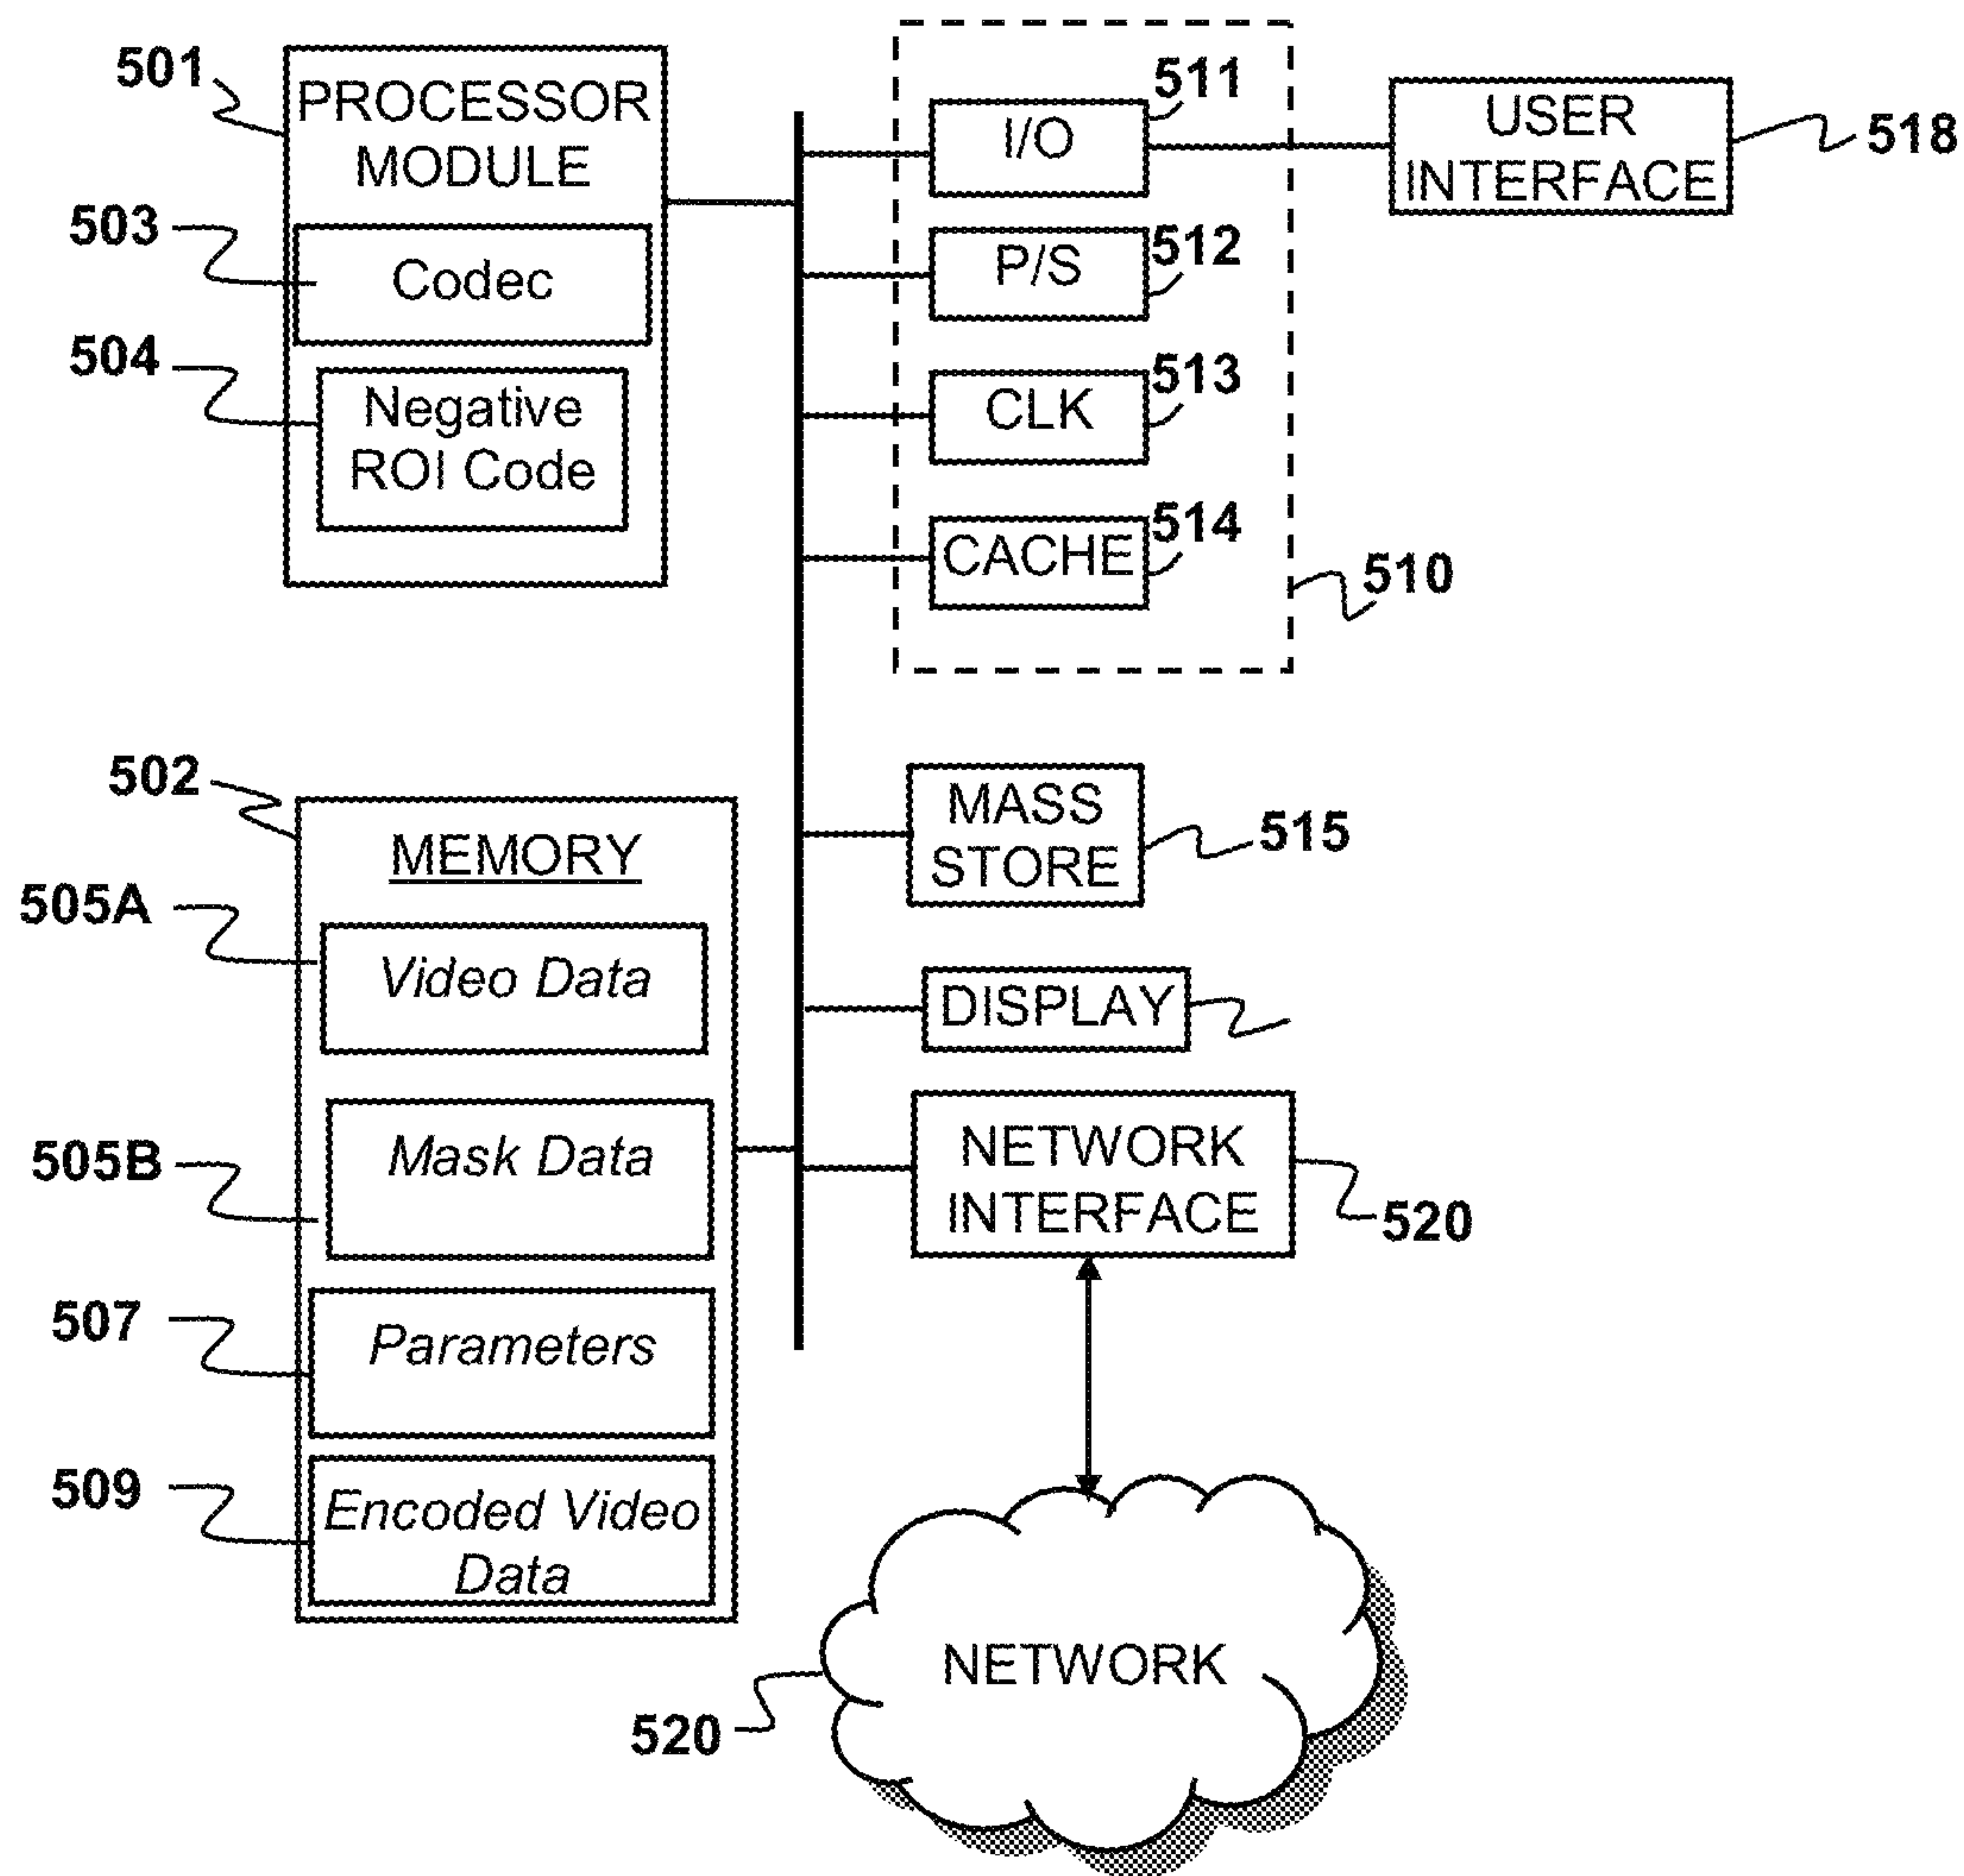 501
PROCESSOR
MODULE
503
Codec
504
Negative
ROI Code
511
I/O
USER
INTERFACE
518
512
P/S
513
CLK
514
CACHE
510
502
MEMORY
505A
Video Data
505B
Mask Data
507
Parameters
509
Encoded Video
Data
MASS
STORE
515
DISPLAY
NETWORK
INTERFACE
520
NETWORK
520